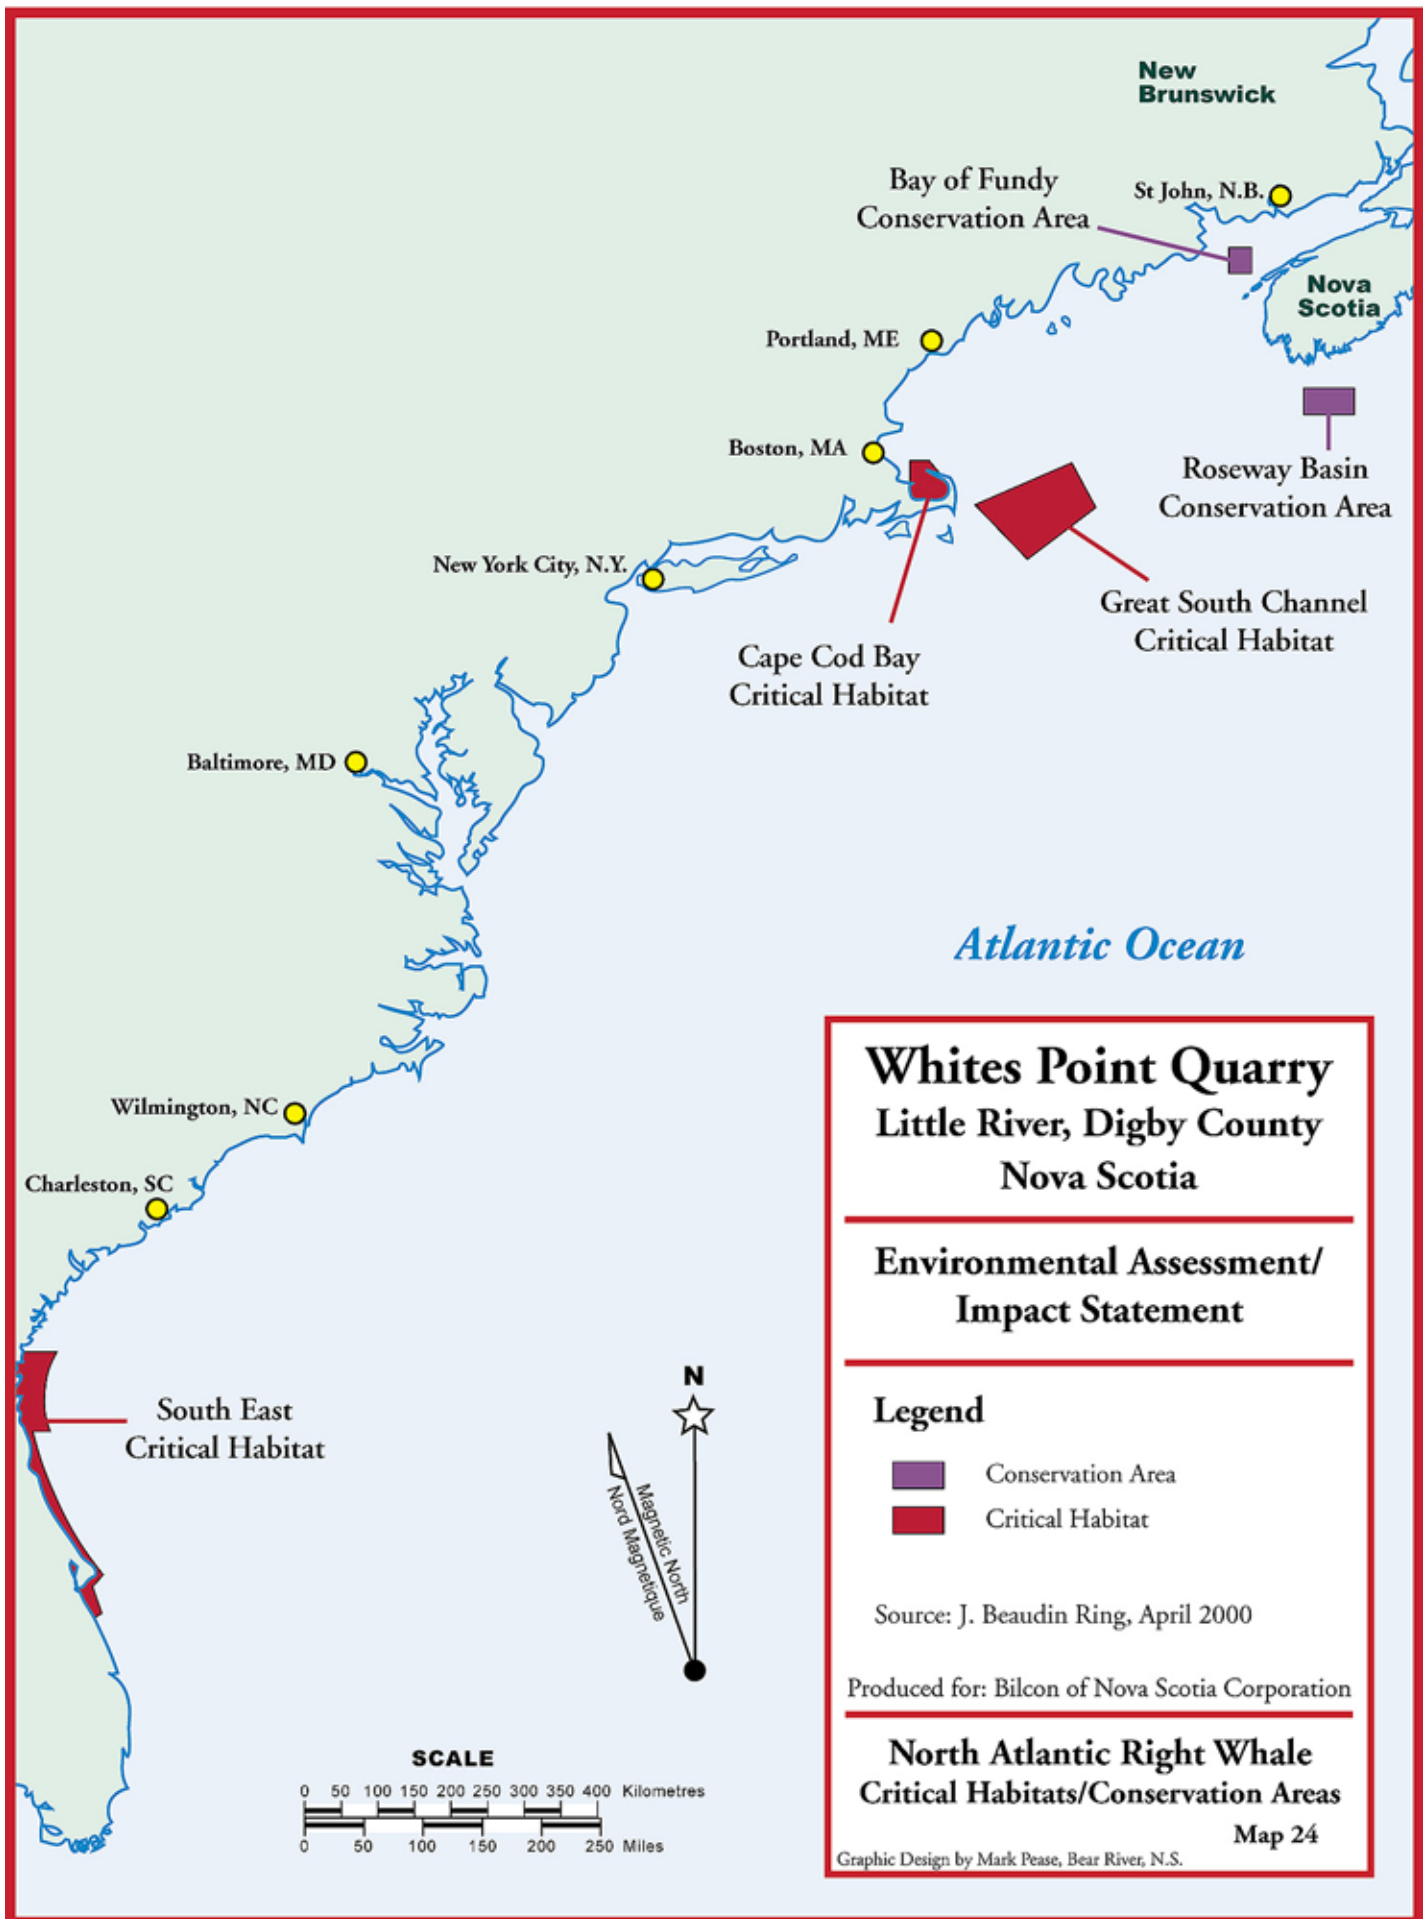 New
Brunswick
Bay of Fundy
Conservation Area
St John, N.B.
Nova
Scotia
Portland, ME
Boston, MA
Roseway Basin
Conservation Area
New York City, N.Y.
Great South Channel
Critical Habitat
Cape Cod Bay
Critical Habitat
Baltimore, MD
Atlantic Ocean
Wilmington, NC
Charleston, SC
South East
Critical Habitat
N
Magnetic North
Nord Magnetique
SCALE
0 50 100 150 200 250 300 350 400 Kilometres
0 50 100 150 200 250 Miles
Whites Point Quarry
Little River, Digby County
Nova Scotia
Environmental Assessment/
Impact Statement
Legend
Conservation Area
Critical Habitat
Source: J. Beaudin Ring, April 2000
Produced for: Bilcon of Nova Scotia Corporation
North Atlantic Right Whale
Critical Habitats/Conservation Areas
Map 24
Graphic Design by Mark Pease, Bear River, N.S.